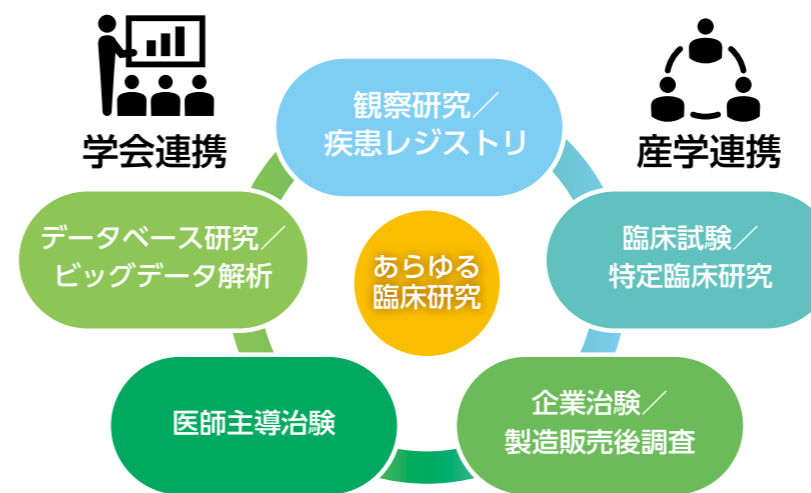 学会連携
産学連携
観察研究／
疾患レジストリ
データベース研究／
ビッグデータ解析
あらゆる
臨床研究
臨床試験／
特定臨床研究
医師主導治験
企業治験／
製造販売後調査